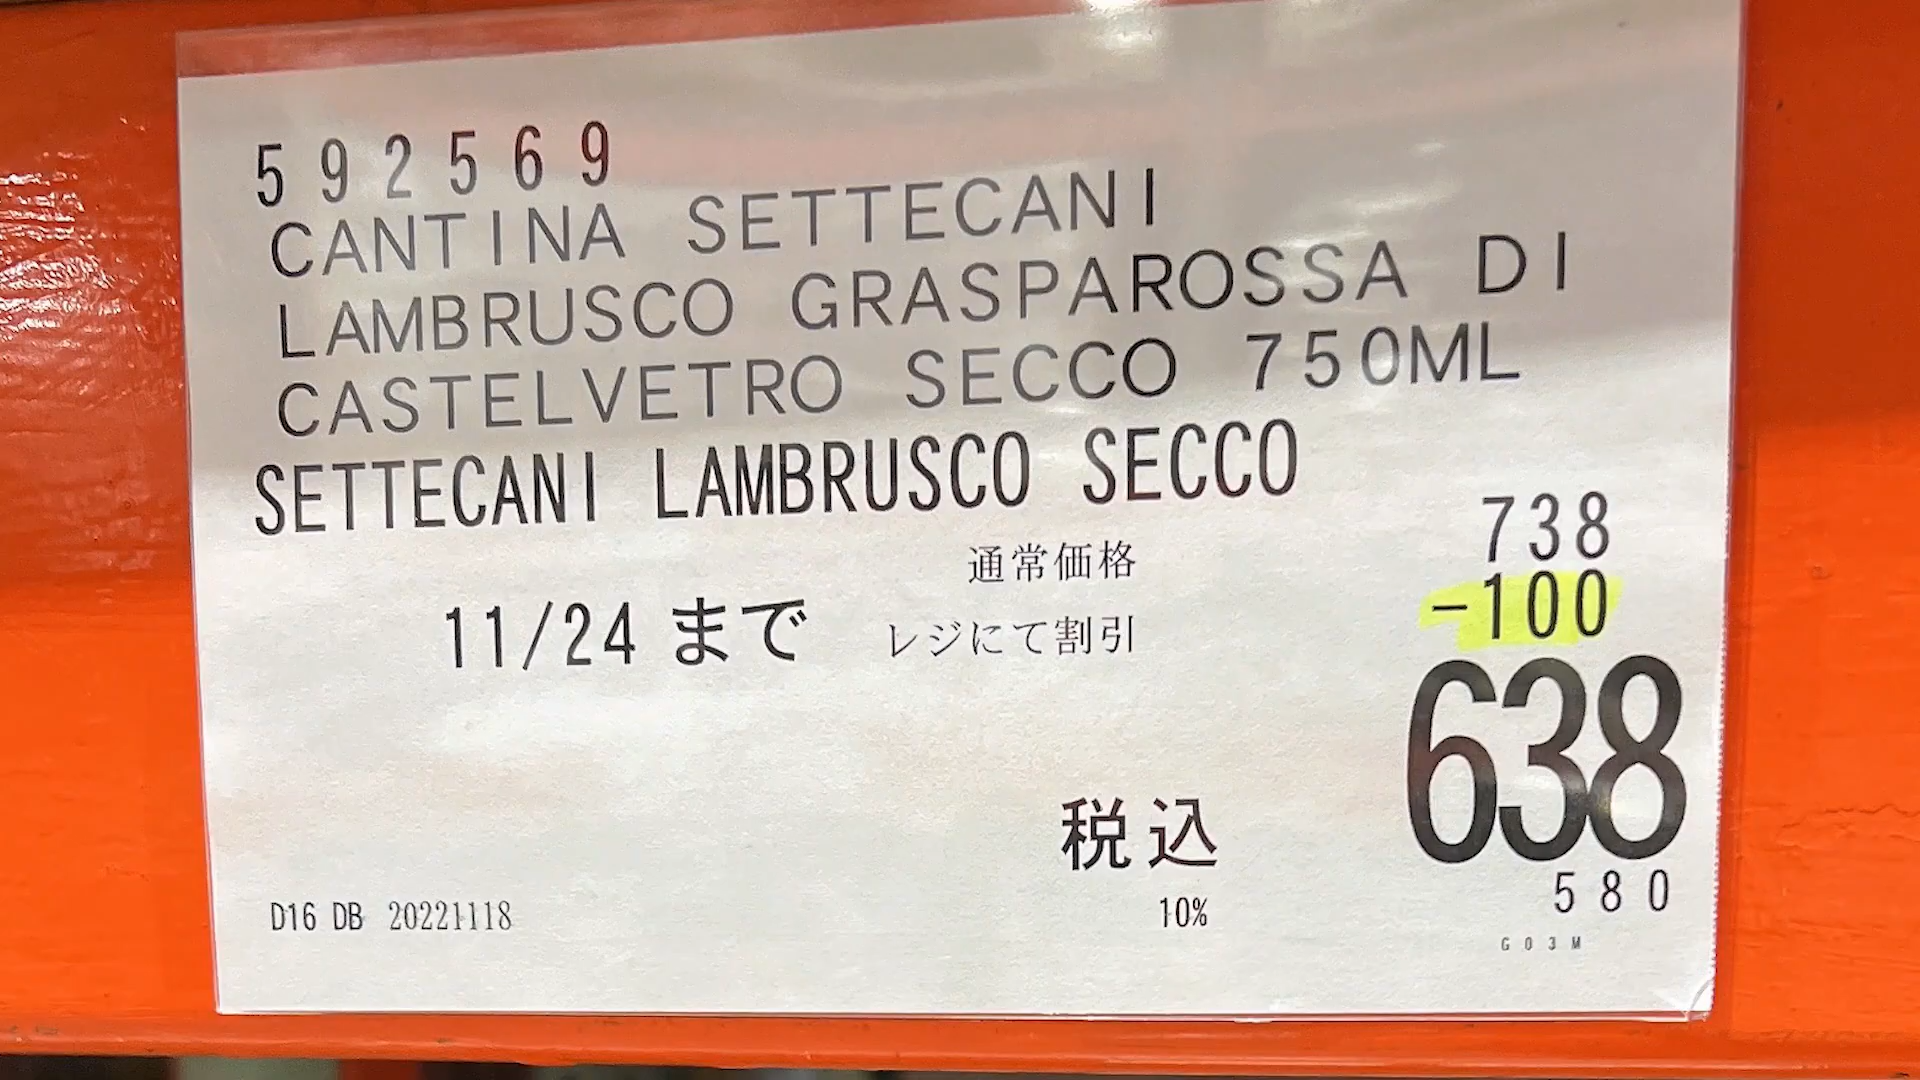 592569
CANTINA SETTECANI
LAMBRUSCO GRASPAROSSA DI
CASTELVETRO SECCO 750ML
SETTECANI LAMBRUSCO SECCO
通常価格 738
11/24 まで レジにて割引 -100
638
税込
580
10%
D16 DB 20221118
G03M